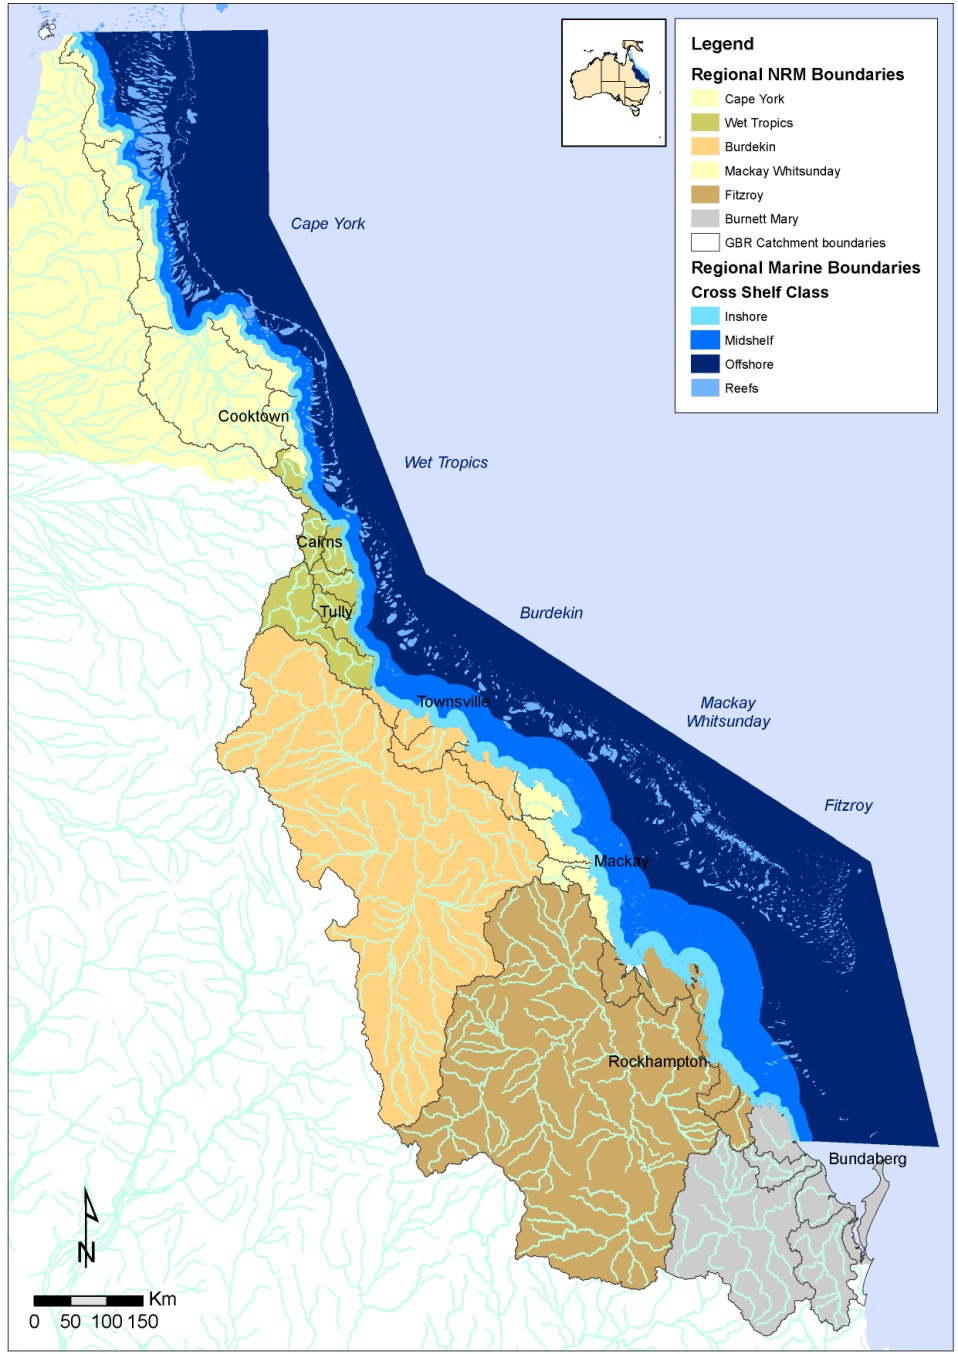 Legend
Regional NRM Boundaries
Cape York
Wet Tropics
Burdekin
Mackay Whitsunday
Fitzroy
Burnett Mary
GBR Catchment boundaries
Regional Marine Boundaries
Cross Shelf Class
Inshore
Midshelf
Offshore
Reefs
Cape York
Cooktown
Wet Tropics
Cairns
Tully
Burdekin
Townsville
Mackay
Whitsunday
Fitzroy
Mackay
Rockhampton
Bundaberg
N
Km
0 50 100 150